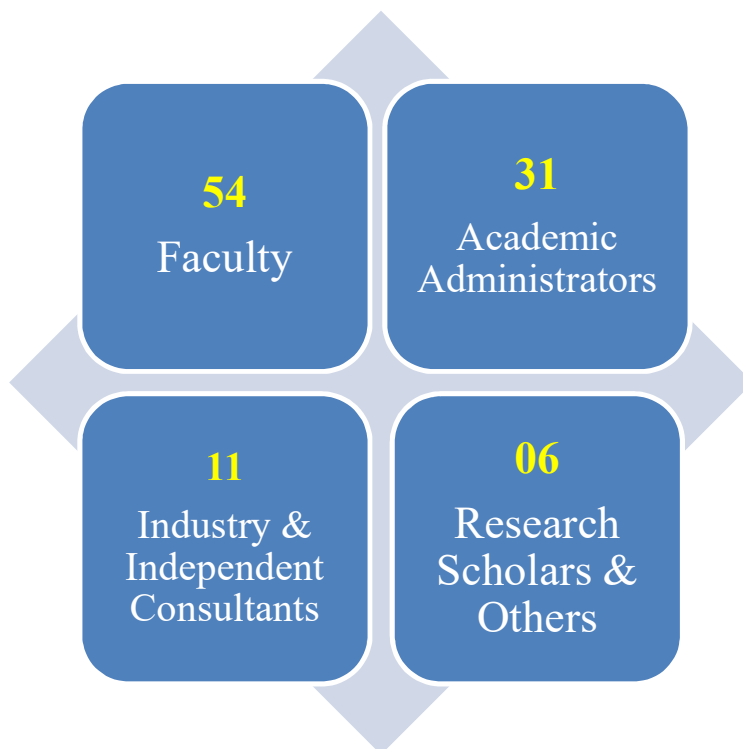 54
Faculty
31
Academic
Administrators
11
Industry &
Independent
Consultants
06
Research
Scholars &
Others